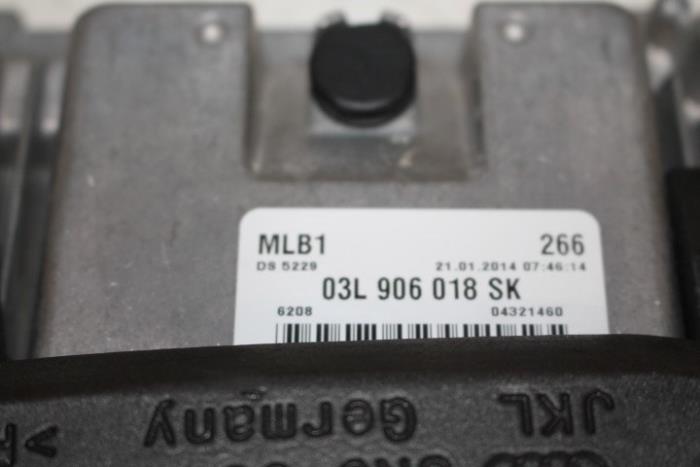 MLB1 266
DS 5229 21.01.2014 07:46:14
03L 906 018 SK
6208 04321460
JKL
Germany